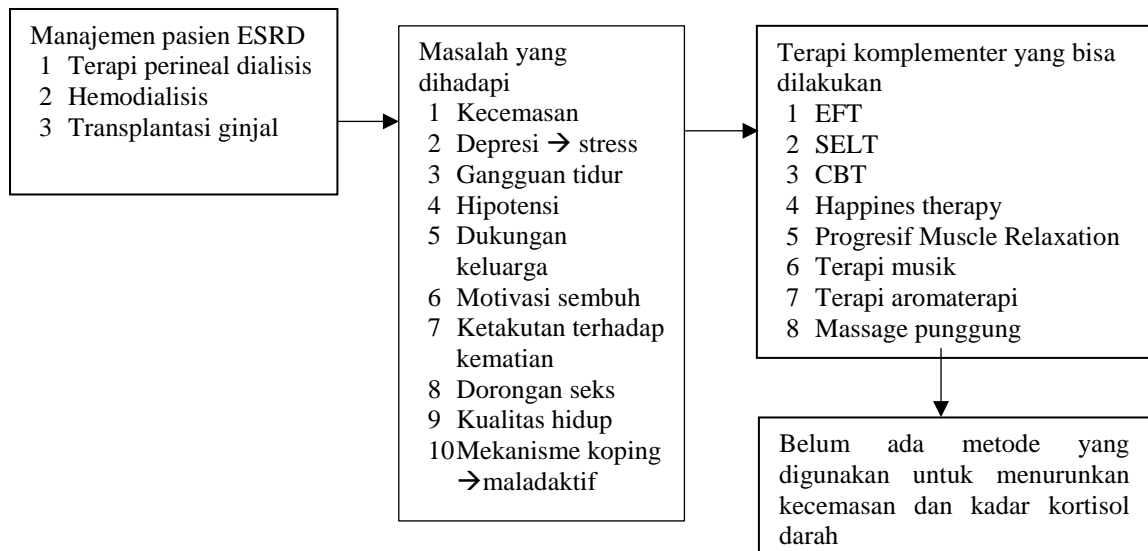 Manajemen pasien ESRD
1 Terapi perineal dialisis
2 Hemodialisis
3 Transplantasi ginjal
Masalah yang
dihadapi
1 Kecemasan
2 Depresi → stress
3 Gangguan tidur
4 Hipotensi
5 Dukungan
keluarga
6 Motivasi sembuh
7 Ketakutan terhadap
kematian
8 Dorongan seks
9 Kualitas hidup
10 Mekanisme koping
→maladaktif
Terapi komplementer yang bisa
dilakukan
1 EFT
2 SELT
3 CBT
4 Happines therapy
5 Progresif Muscle Relaxation
6 Terapi musik
7 Terapi aromaterapi
8 Massage punggung
Belum ada metode yang
digunakan untuk menurunkan
kecemasan dan kadar kortisol
darah